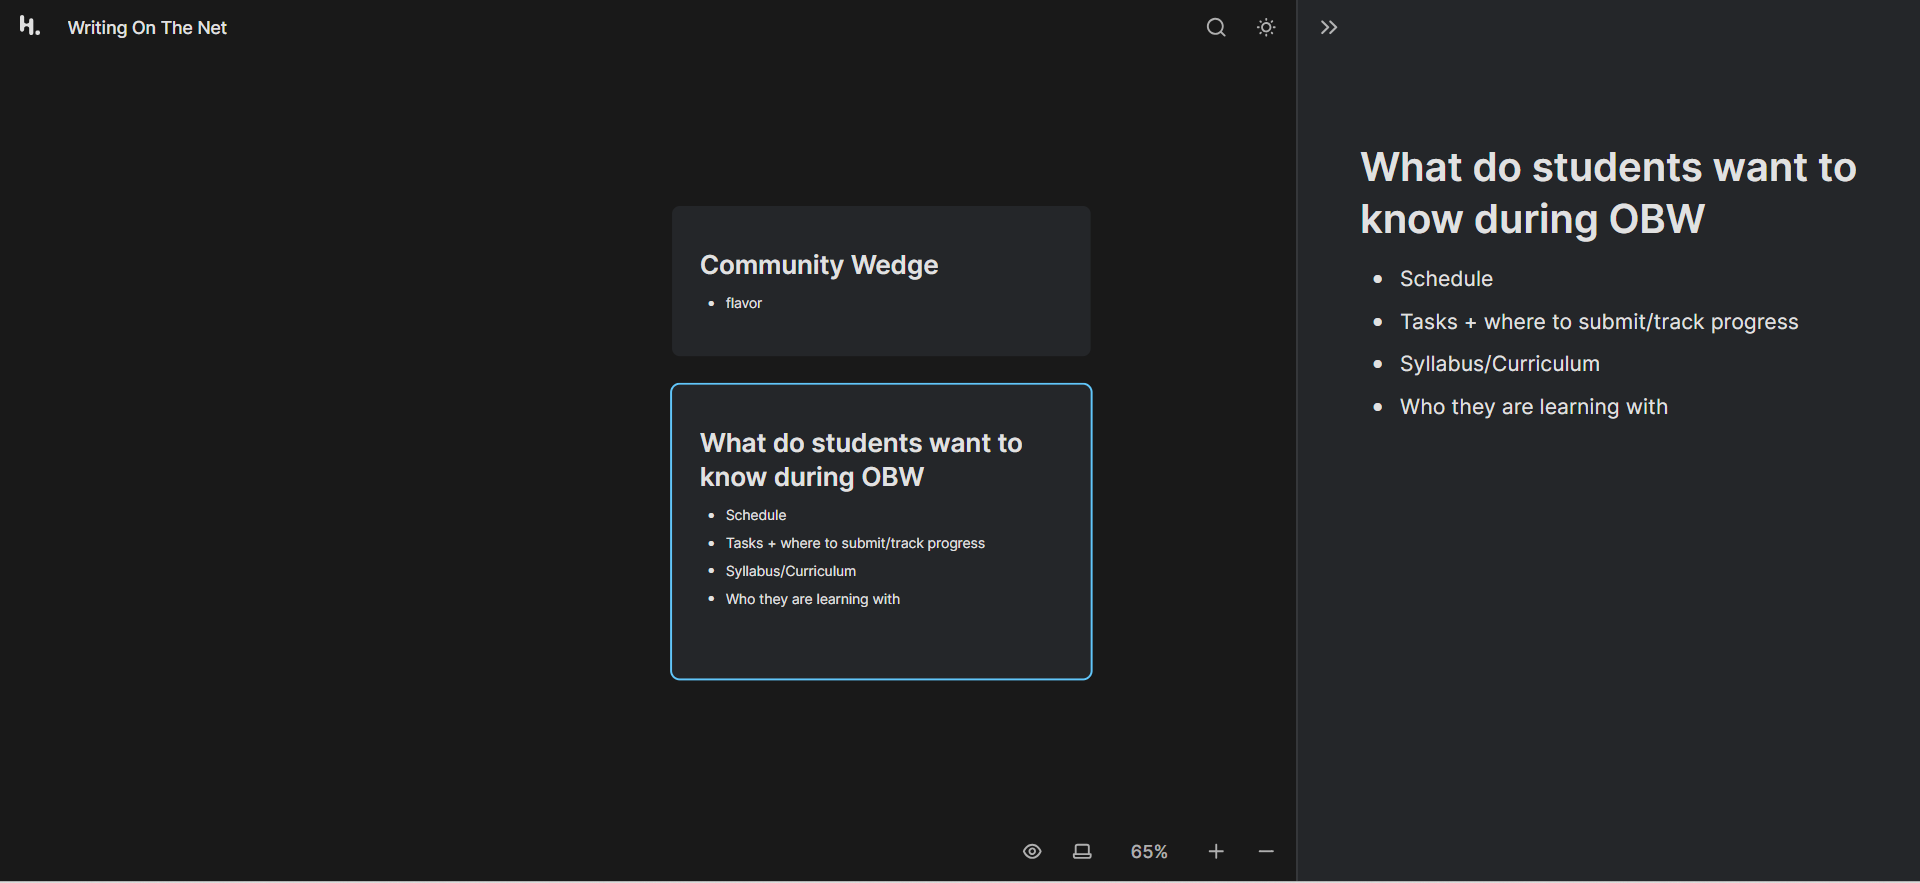 H.
Writing On The Net
Community Wedge
• flavor
What do students want to
know during OBW
• Schedule
• Tasks + where to submit/track progress
• Syllabus/Curriculum
• Who they are learning with
65%
What do students want to
know during OBW
• Schedule
• Tasks + where to submit/track progress
• Syllabus/Curriculum
• Who they are learning with